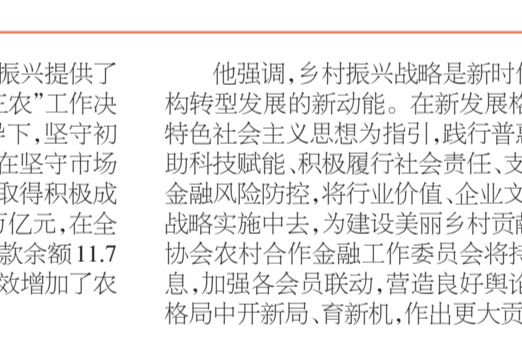 振兴提供了
三农”工作决
导下,坚守初
在坚守市场
取得积极成
万亿元,在全
款余额11.7
效增加了农
他强调,乡村振兴战略是新时
构转型发展的新动能。在新发展格
特色社会主义思想为指引,践行普惠
助科技赋能、积极履行社会责任、支
金融风险防控,将行业价值、企业文
战略实施中去,为建设美丽乡村贡献
协会农村合作金融工作委员会将持
息,加强各会员联动,营造良好舆论
格局中开新局、育新机,作出更大贡